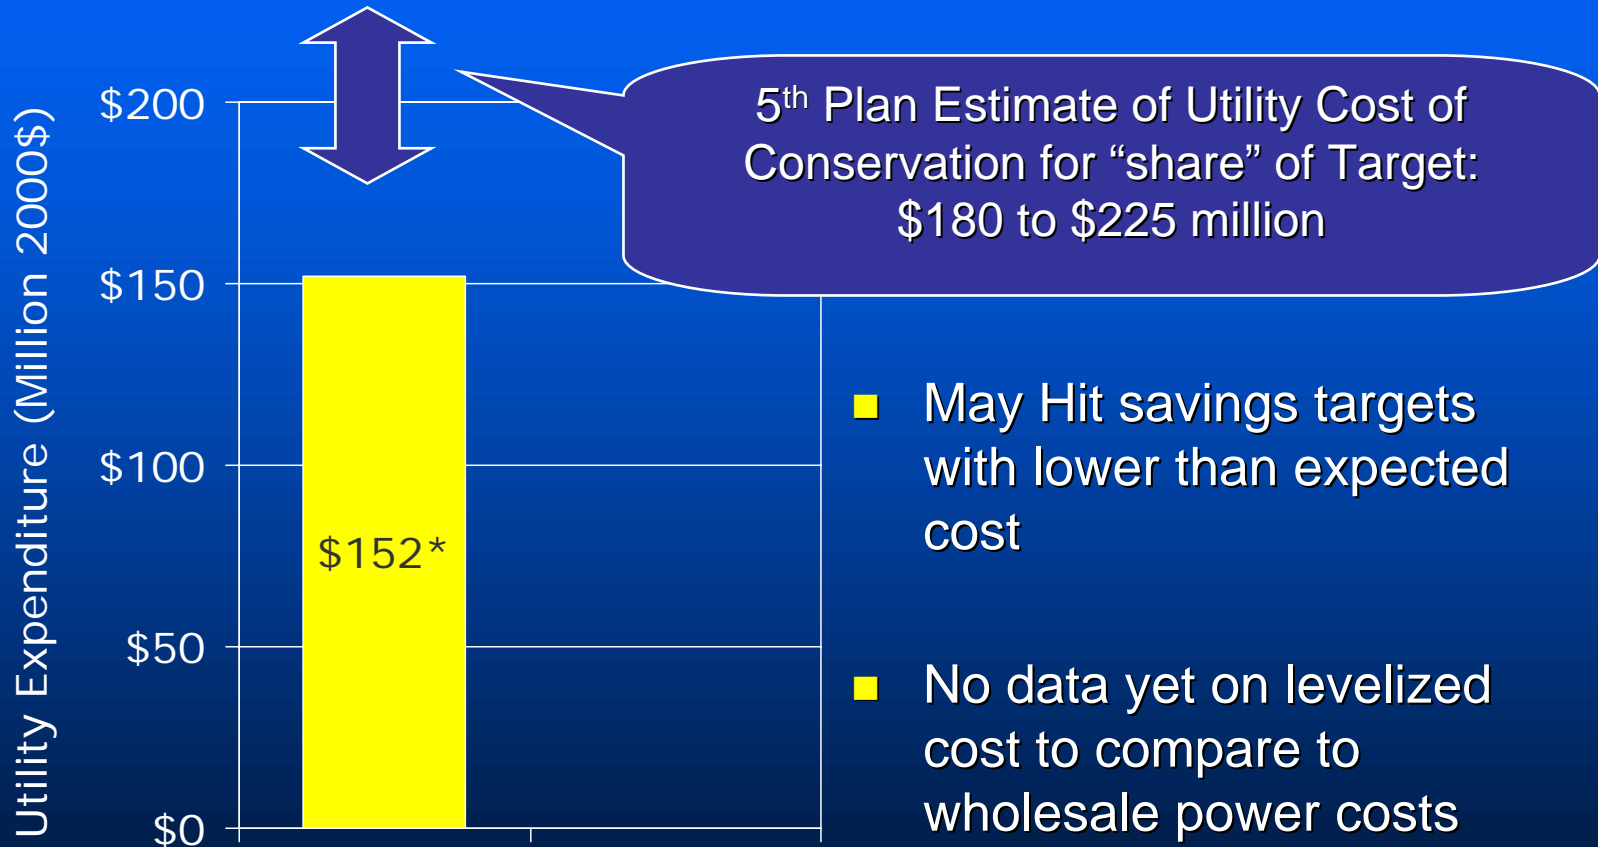 Utility Expenditure (Million 2000$)
$200
$150
$100
$50
$0
$152*
5th Plan Estimate of Utility Cost of
Conservation for “share” of Target:
$180 to $225 million
May Hit savings targets
with lower than expected
cost
No data yet on levelized
cost to compare to
wholesale power costs